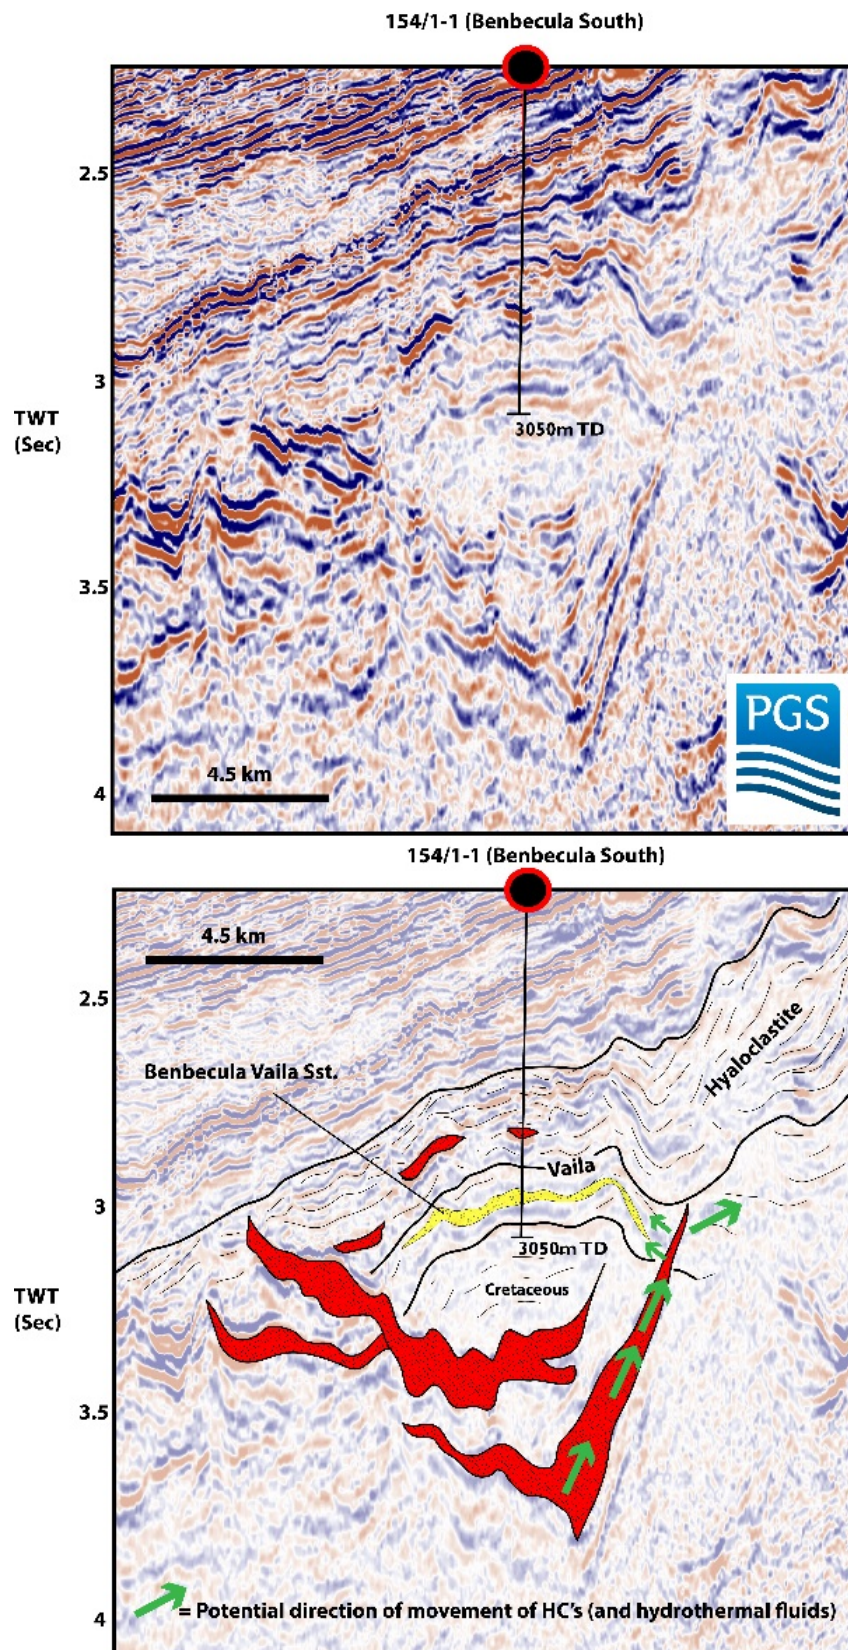 154/1-1 (Benbecula South)
2.5
3
TWT
(Sec)
3050m TD
3.5
PGS
4.5 km
4
154/1-1 (Benbecula South)
4.5 km
2.5
Hyaloclastite
Benbecula Vaila Sst.
Vaila
3
3050m TD
Cretaceous
TWT
(Sec)
3.5
= Potential direction of movement of HC's (and hydrothermal fluids)
4